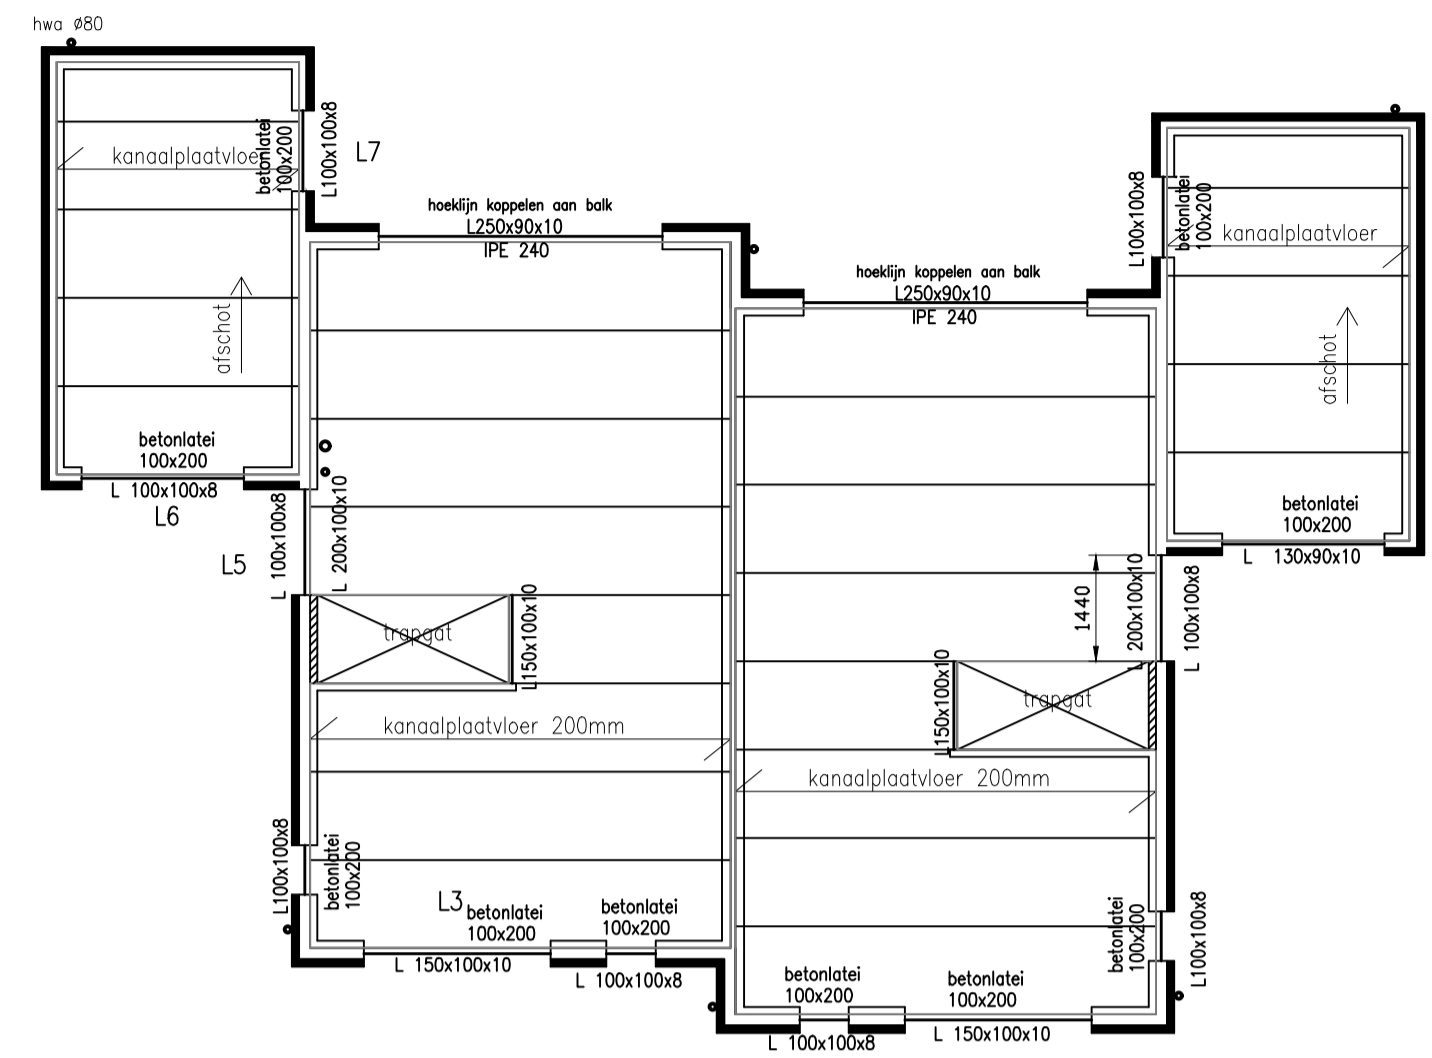 hwa ø80
kanaalplaatvloer
betonlatei
100x200
L100x100x8
L7
afschot
betonlatei
100x200
L 100x100x8
L6
hoeklijn koppelen aan balk
L250x90x10
IPE 240
hoeklijn koppelen aan balk
L250x90x10
IPE 240
L100x100x8
betonlatei
100x200
kanaalplaatvloer
afschot
betonlatei
100x200
L 130x90x10
L5
L 100x100x8
L 200x100x10
trapgat
L150x100x10
kanaalplaatvloer 200mm
1440
L 200x100x10
L 100x100x8
L150x100x10
trapgat
kanaalplaatvloer 200mm
L100x100x8
betonlatei
100x200
L3
betonlatei
100x200
L 150x100x10
betonlatei
100x200
L 100x100x8
betonlatei
100x200
L100x100x8
betonlatei
100x200
L 100x100x8
betonlatei
100x200
L 150x100x10